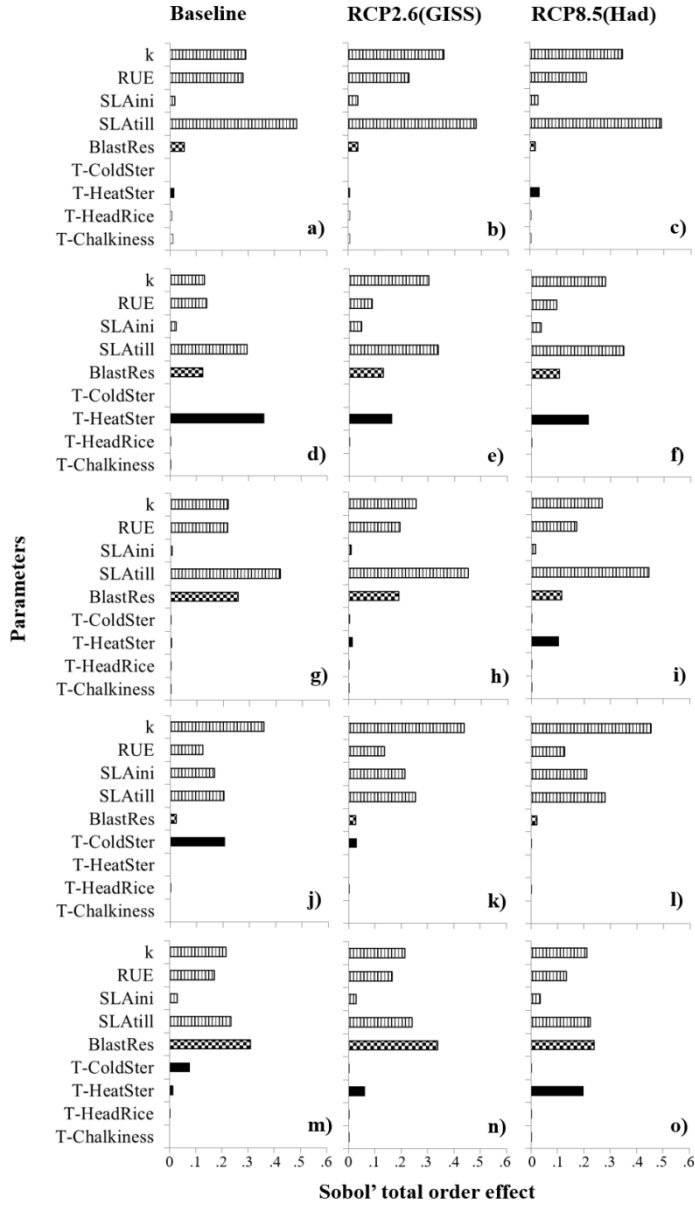 Baseline RCP2.6(GISS) RCP8.5(Had)
k
RUE
SLAini
SLAtill
BlastRes
T-ColdSter
T-HeatSter
T-HeadRice
T-Chalkiness
a) b) c)
k
RUE
SLAini
SLAtill
BlastRes
T-ColdSter
T-HeatSter
T-HeadRice
T-Chalkiness
d) e) f)
k
RUE
SLAini
SLAtill
BlastRes
T-ColdSter
T-HeatSter
T-HeadRice
T-Chalkiness
g) h) i)
k
RUE
SLAini
SLAtill
BlastRes
T-ColdSter
T-HeatSter
T-HeadRice
T-Chalkiness
j) k) l)
k
RUE
SLAini
SLAtill
BlastRes
T-ColdSter
T-HeatSter
T-HeadRice
T-Chalkiness
m) n) o)
0 .1 .2 .3 .4 .5 .6 0 .1 .2 .3 .4 .5 .6 0 .1 .2 .3 .4 .5 .6
Sobol' total order effect
Parameters